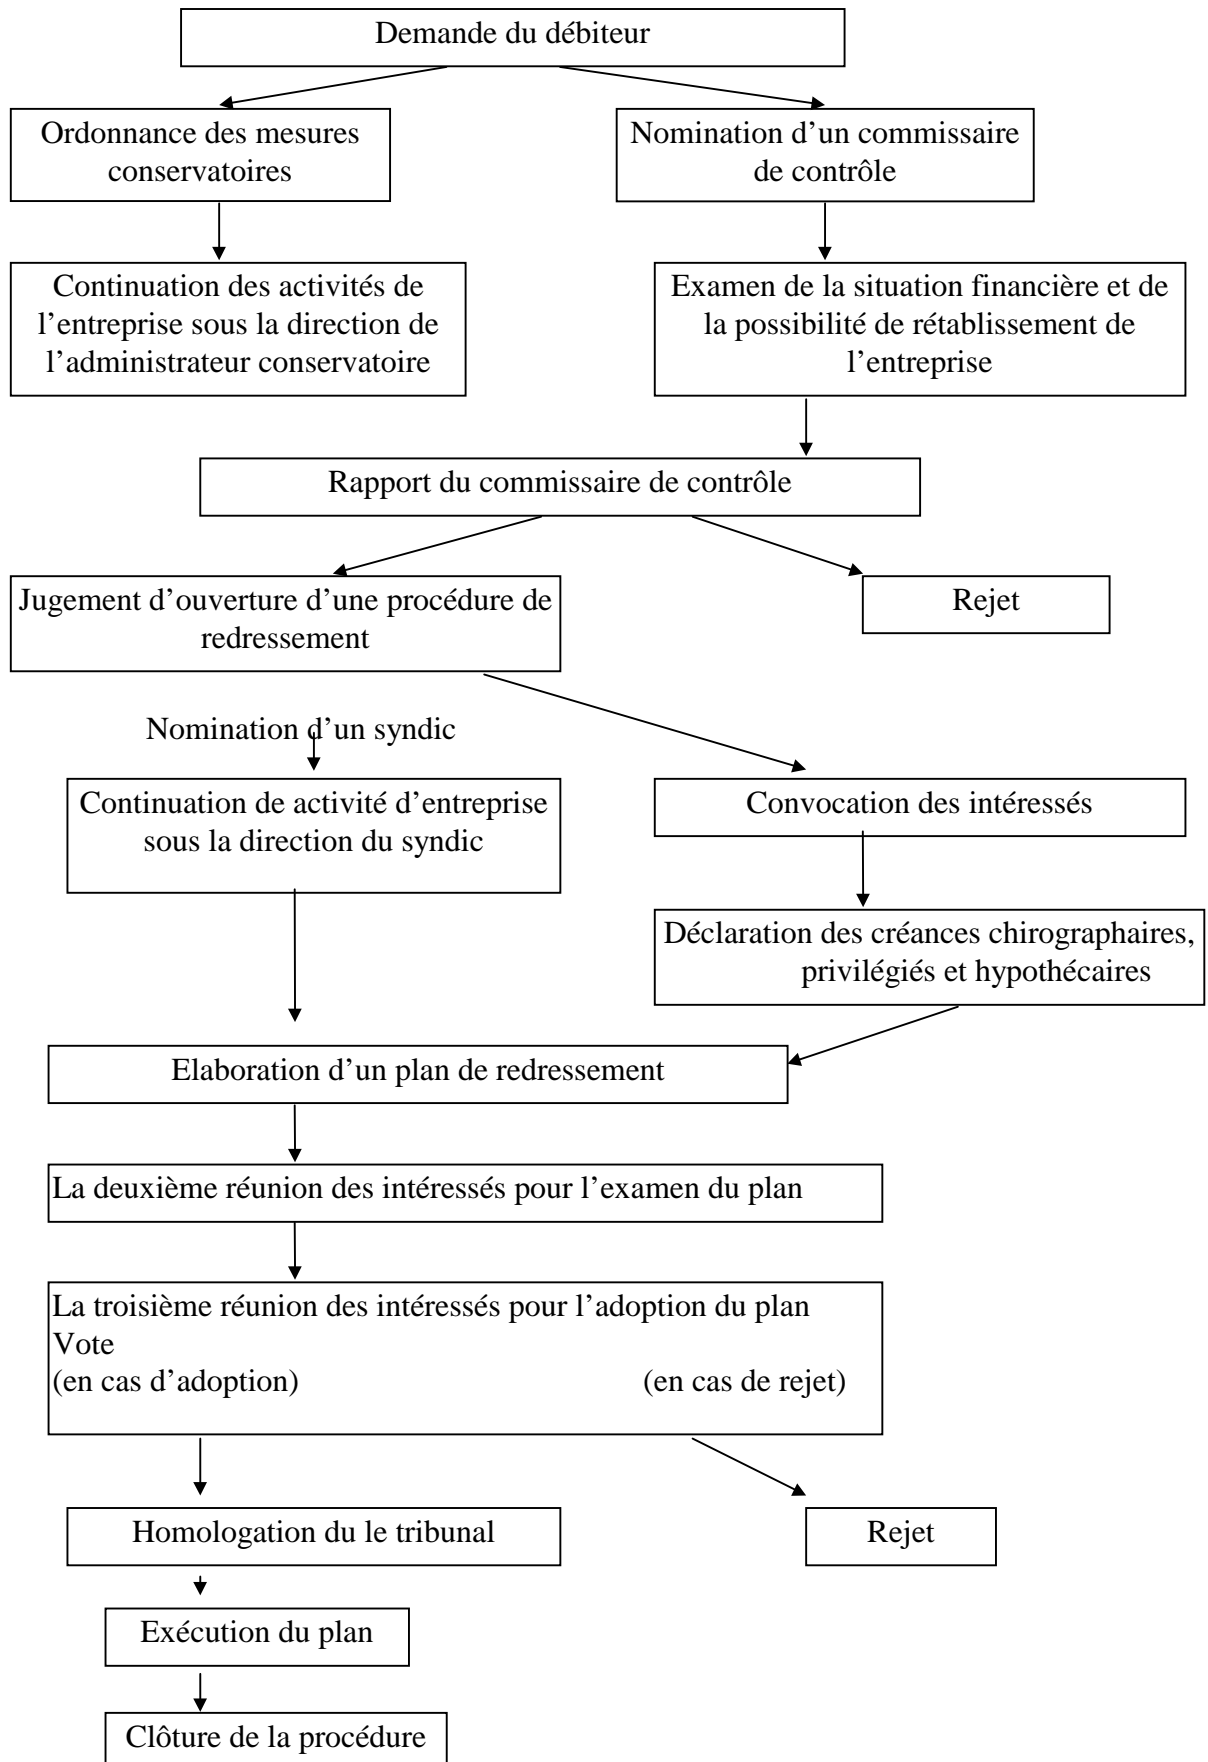 Demande du débiteur
Ordonnance des mesures
conservatoires
Nomination d’un commissaire
de contrôle
Continuation des activités de
l’entreprise sous la direction de
l’administrateur conservatoire
Examen de la situation financière et de
la possibilité de rétablissement de
l’entreprise
Rapport du commissaire de contrôle
Jugement d’ouverture d’une procédure de
redressement
Rejet
Nomination d’un syndic
Continuation de activité d’entreprise
sous la direction du syndic
Convocation des intéressés
Déclaration des créances chirographaires,
privilégiés et hypothécaires
Elaboration d’un plan de redressement
La deuxième réunion des intéressés pour l’examen du plan
La troisième réunion des intéressés pour l’adoption du plan
Vote
(en cas d’adoption) (en cas de rejet)
Homologation du le tribunal
Rejet
Exécution du plan
Clôture de la procédure